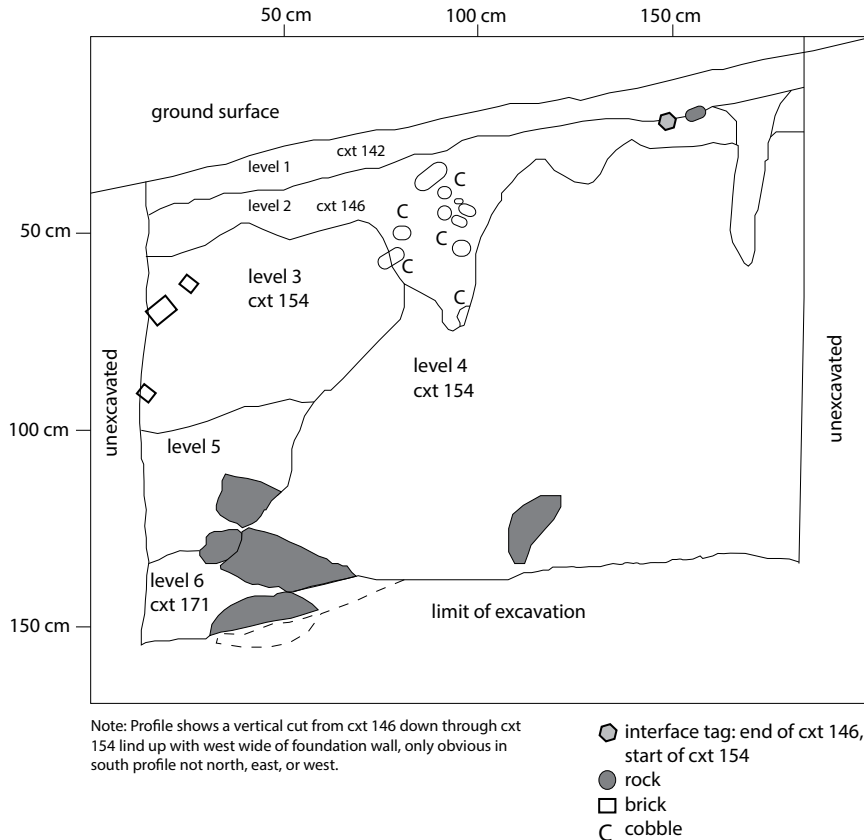 50 cm
100 cm
150 cm
ground surface
cxt 142
level 1
level 2 cxt 146
C
C
C
C
C
50 cm
level 3
cxt 154
level 4
cxt 154
unexcavated
unexcavated
100 cm
level 5
level 6
cxt 171
limit of excavation
150 cm
Note: Profile shows a vertical cut from cxt 146 down through cxt
154 lind up with west wide of foundation wall, only obvious in
south profile not north, east, or west.
interface tag: end of cxt 146,
start of cxt 154
rock
brick
C cobble